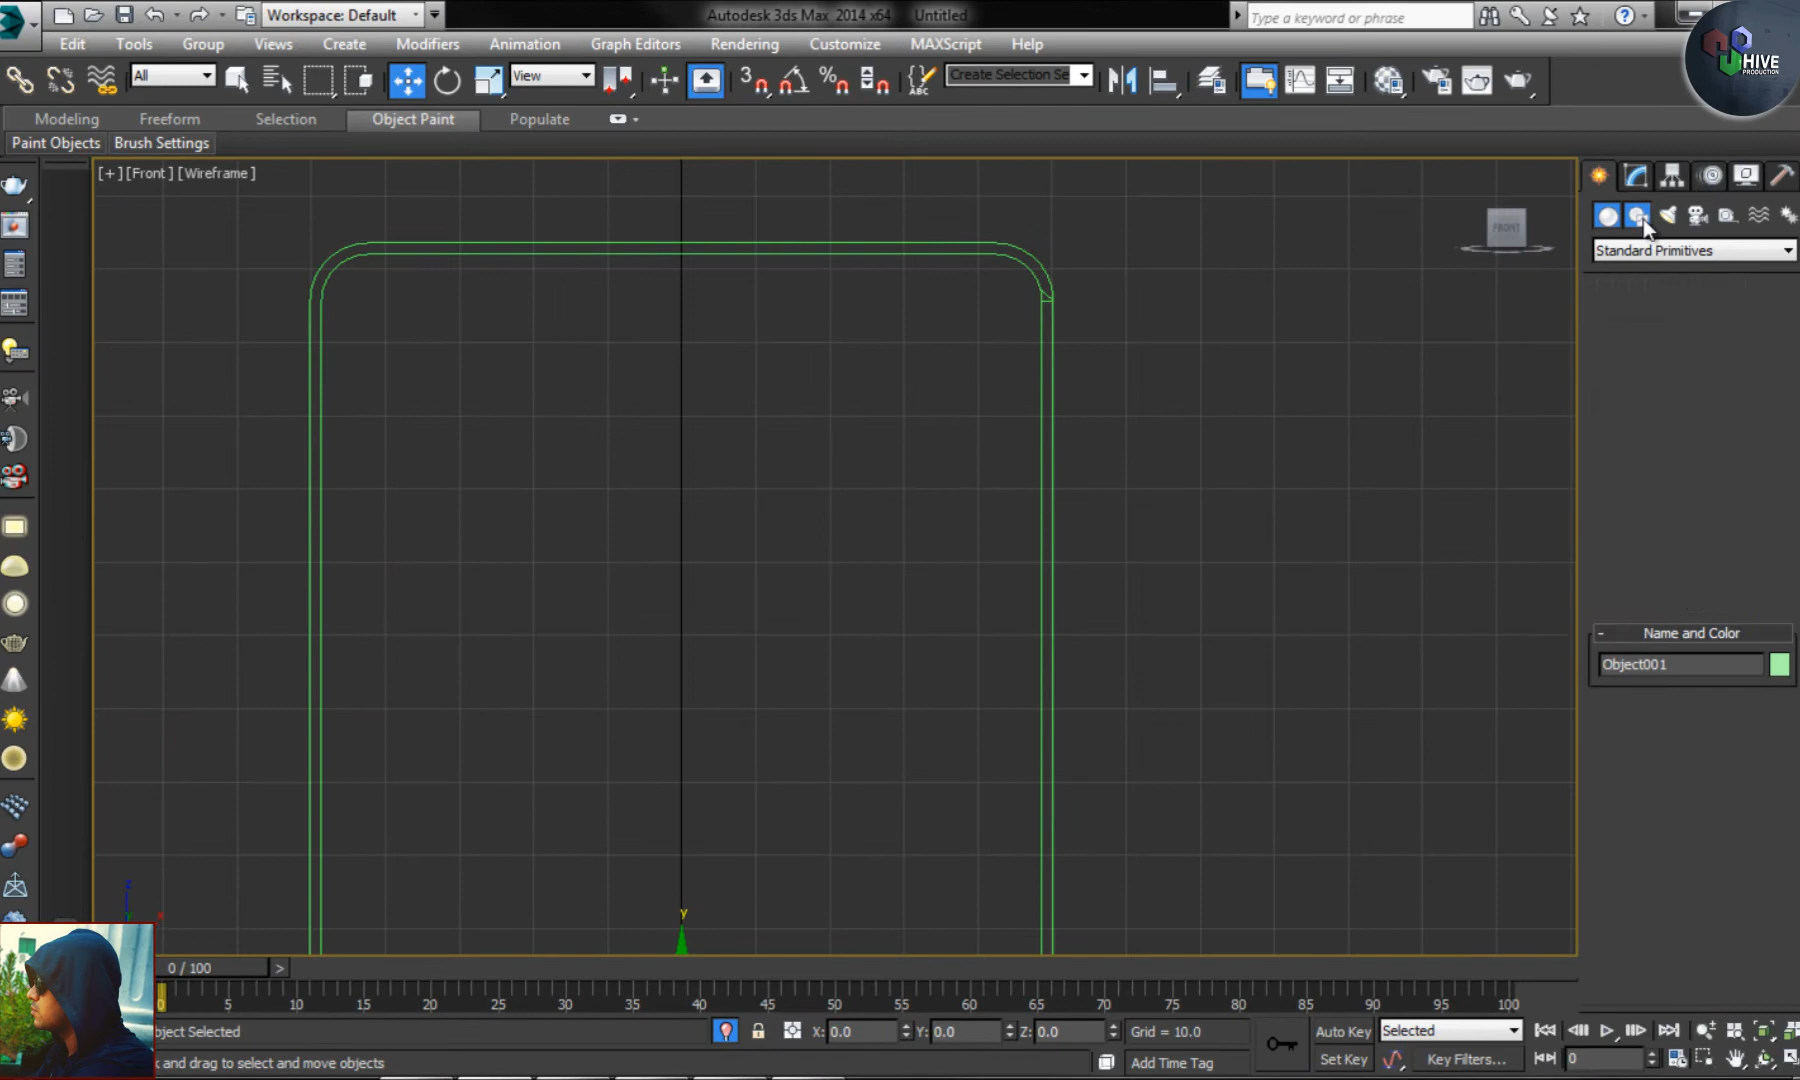 Workspace: Default
Autodesk 3ds Max 2014 x64 Untitled
Type a keyword or phrase
HIVE
PRODUCTION
Edit Tools Group Views Create Modifiers Animation Graph Editors Rendering Customize MAXScript Help
All
View
3
%
ABC
Create Selection Se
Modeling Freeform Selection Object Paint Populate
Paint Objects Brush Settings
[+] [Front] [Wireframe]
FRONT
Standard Primitives
- Name and Color
Object001
z
x
y
0 / 100 >
0 5 10 15 20 25 30 35 40 45 50 55 60 65 70 75 80 85 90 95 100
bject Selected
X: 0.0 Y: 0.0 Z: 0.0 Grid = 10.0
Auto Key Selected
k and drag to select and move objects
Add Time Tag
Set Key Key Filters...
0